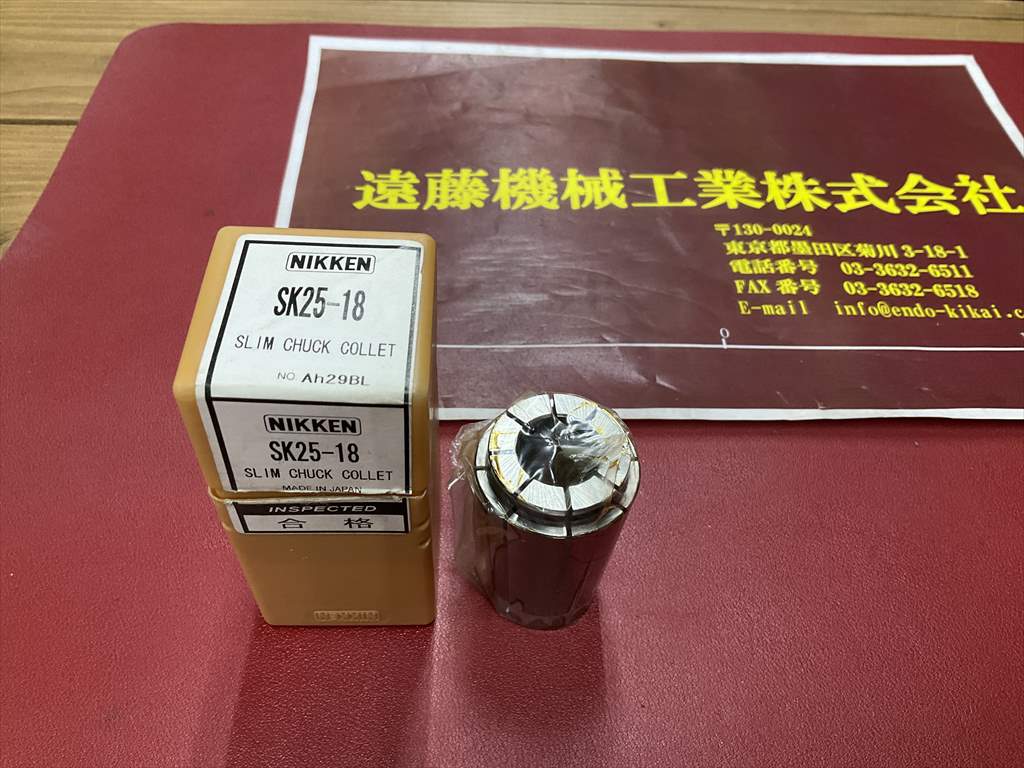 遠藤機械工業株式会社
〒130-0024
東京都墨田区菊川 3-18-1
電話番号 03-3632-6511
FAX 番号 03-3632-6518
E-mail info@endo-kikai.c
NIKKEN
SK25-18
SLIM CHUCK COLLET
NO. Ah29BL
NIKKEN
SK25-18
SLIM CHUCK COLLET
MADE IN JAPAN
INSPECTED
合 格